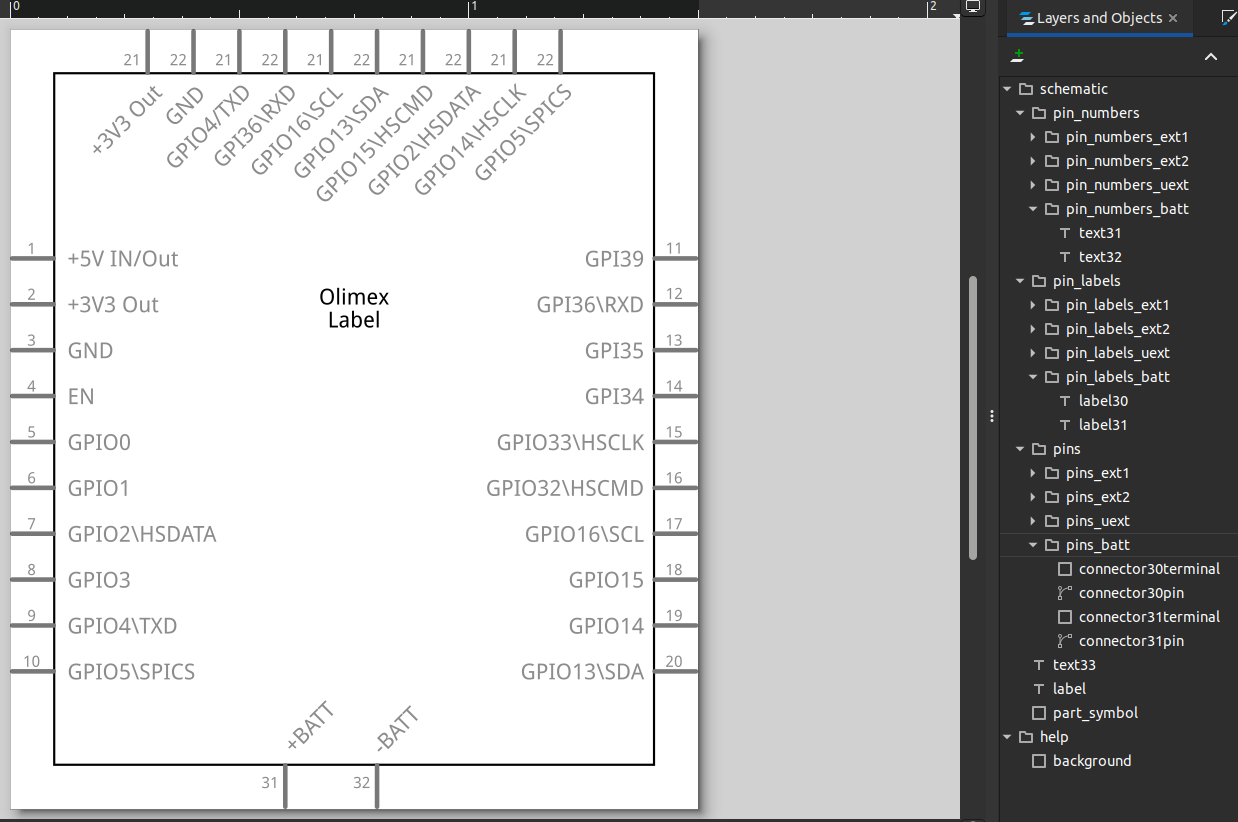 0 1 2
21 22 21 22 21 22 21 22 21 22
+3V3 Out
GND
GPIO4/TXD
GPI36\RXD
GPIO16\SCL
GPIO13\SDA
GPIO15\HSCMD
GPIO2\HSDATA
GPIO14\HSCLK
GPIO5\SPICS
1 +5V IN/Out
2 +3V3 Out
3 GND
4 EN
5 GPIO0
6 GPIO1
7 GPIO2\HSDATA
8 GPIO3
9 GPIO4\TXD
10 GPIO5\SPICS
Olimex
Label
GPI39 11
GPI36\RXD 12
GPI35 13
GPI34 14
GPIO33\HSCLK 15
GPIO32\HSCMD 16
GPIO16\SCL 17
GPIO15 18
GPIO14 19
GPIO13\SDA 20
+BATT
-BATT
31 32
Layers and Objects
schematic
pin_numbers
pin_numbers_ext1
pin_numbers_ext2
pin_numbers_uext
pin_numbers_batt
text31
text32
pin_labels
pin_labels_ext1
pin_labels_ext2
pin_labels_uext
pin_labels_batt
label30
label31
pins
pins_ext1
pins_ext2
pins_uext
pins_batt
connector30terminal
connector30pin
connector31terminal
connector31pin
text33
label
part_symbol
help
background